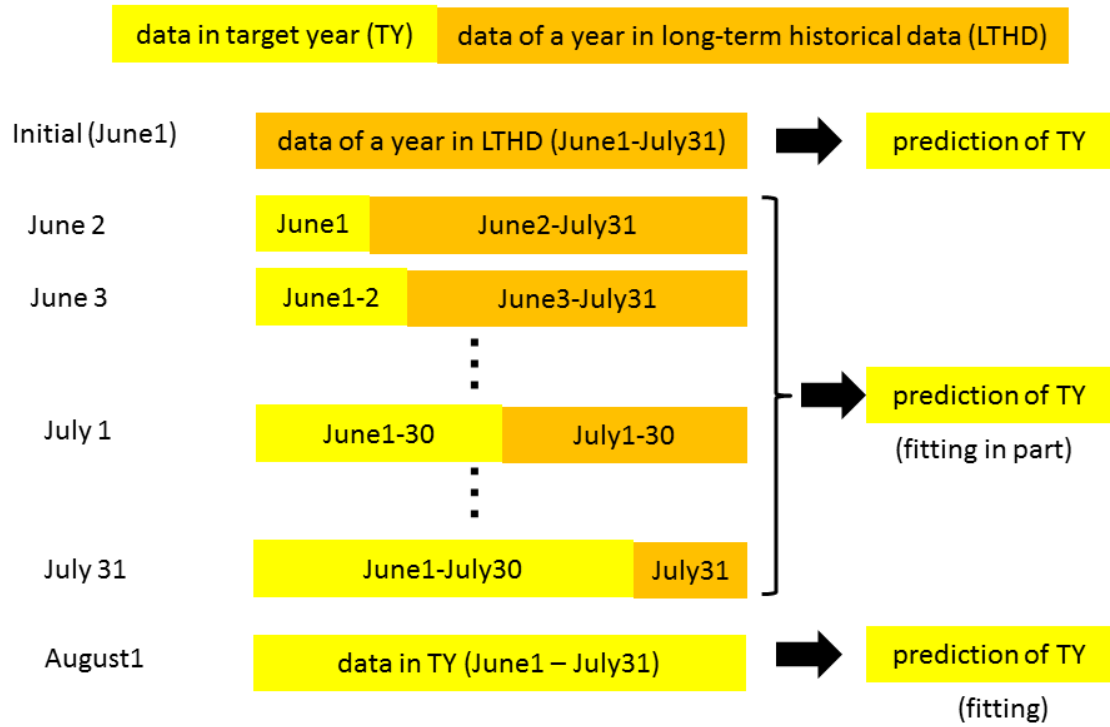 data in target year (TY) data of a year in long-term historical data (LTHD)
Initial (June1) data of a year in LTHD (June1-July31) prediction of TY
June 2 June1 June2-July31
June 3 June1-2 June3-July31
July 1 June1-30 July1-30 prediction of TY
(fitting in part)
July 31 June1-July30 July31
August1 data in TY (June1 – July31) prediction of TY
(fitting)